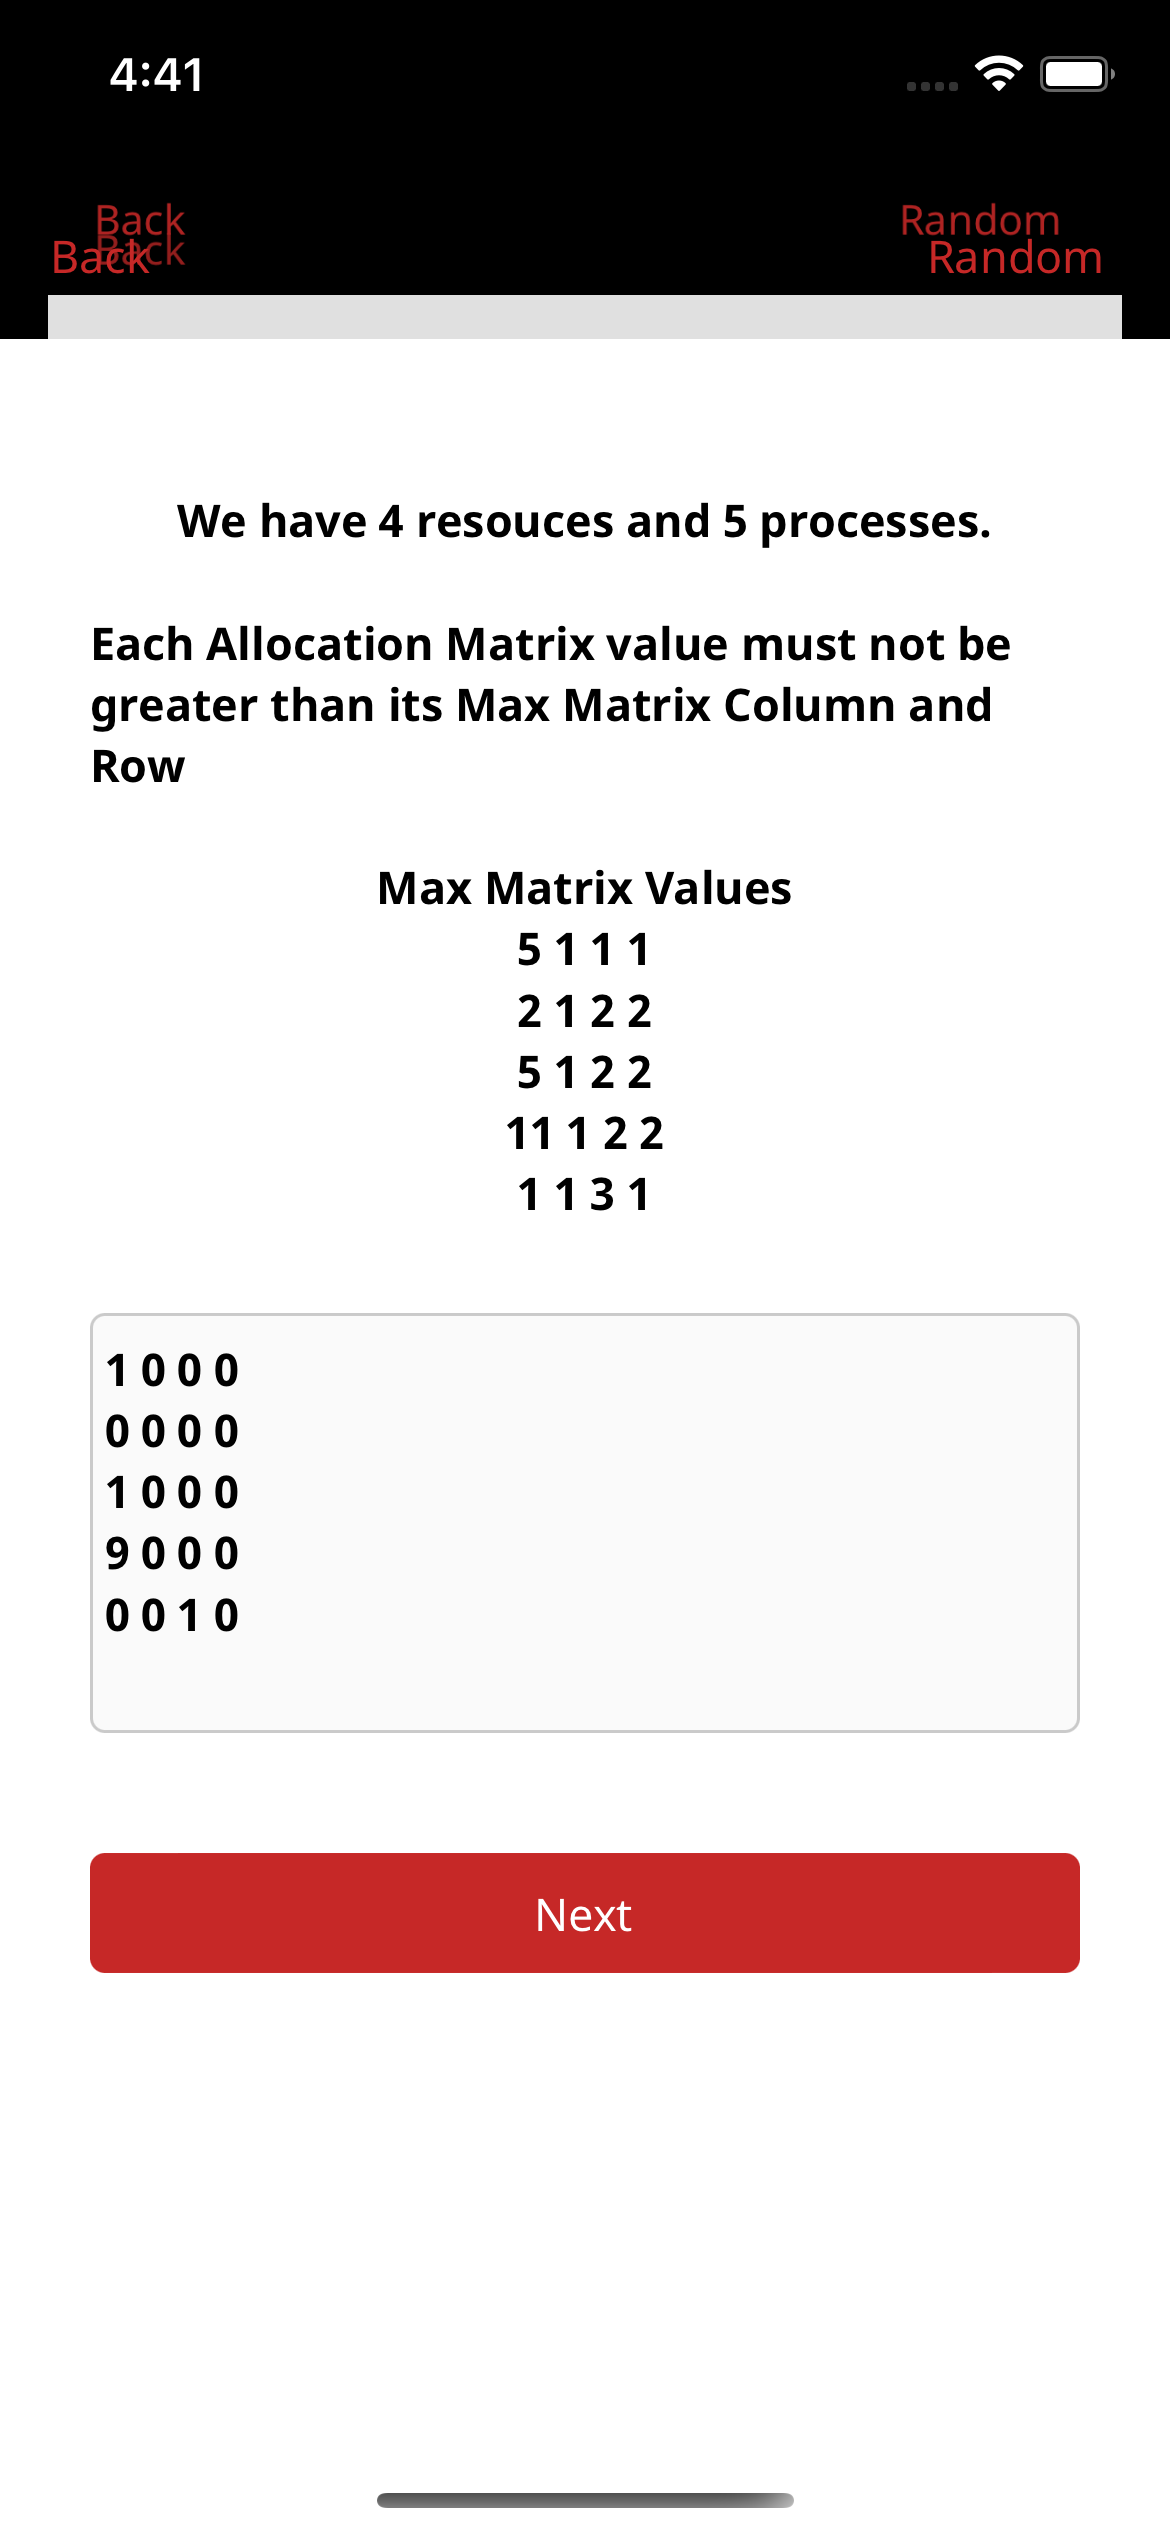 4:41
Back
Random
Back
Back
Random
We have 4 resouces and 5 processes.
Each Allocation Matrix value must not be
greater than its Max Matrix Column and
Row
Max Matrix Values
5 1 1 1
2 1 2 2
5 1 2 2
11 1 2 2
1 1 3 1
1 0 0 0
0 0 0 0
1 0 0 0
9 0 0 0
0 0 1 0
Next